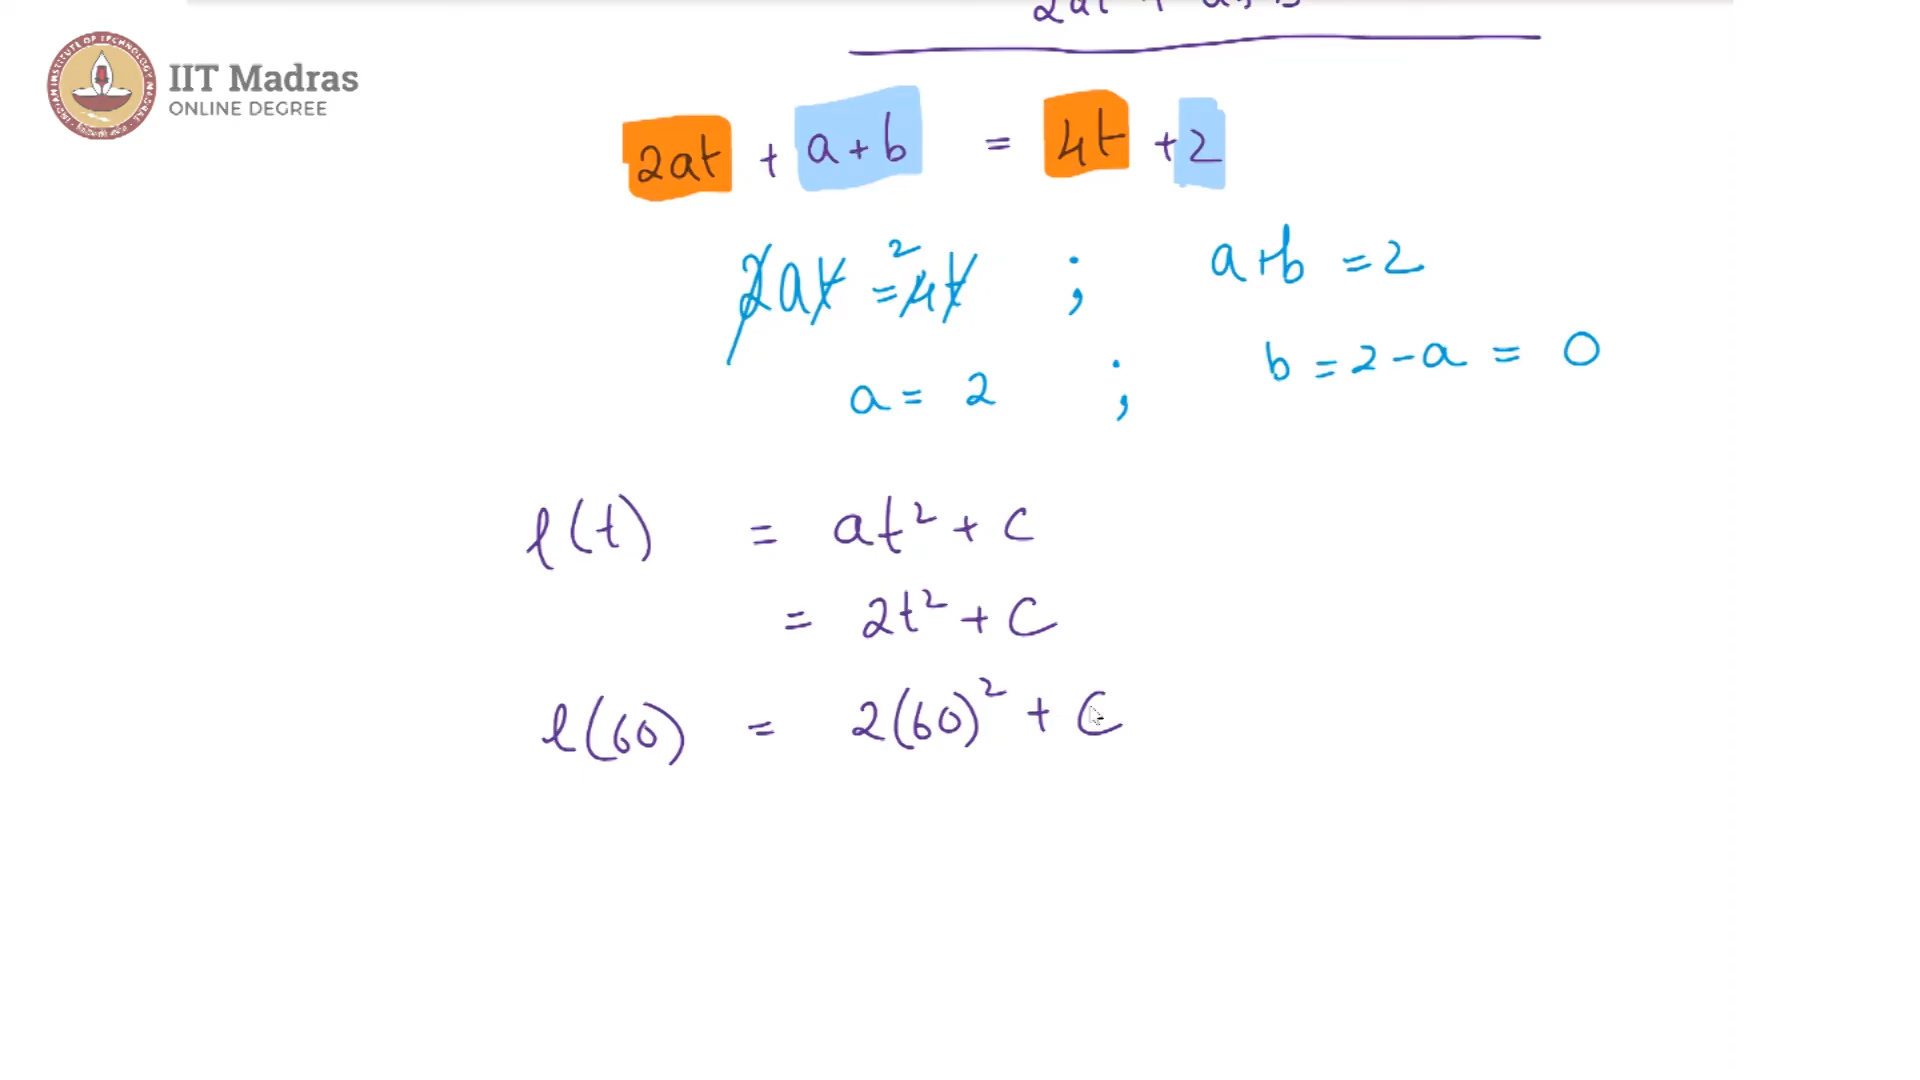 IIT Madras
ONLINE DEGREE
2at + a + b = 4t + 2
2at = 4t 2 ; a+b = 2
a = 2 ; b = 2 - a = 0
l(t) = at² + c
= 2t² + c
l(60) = 2(60)² + c